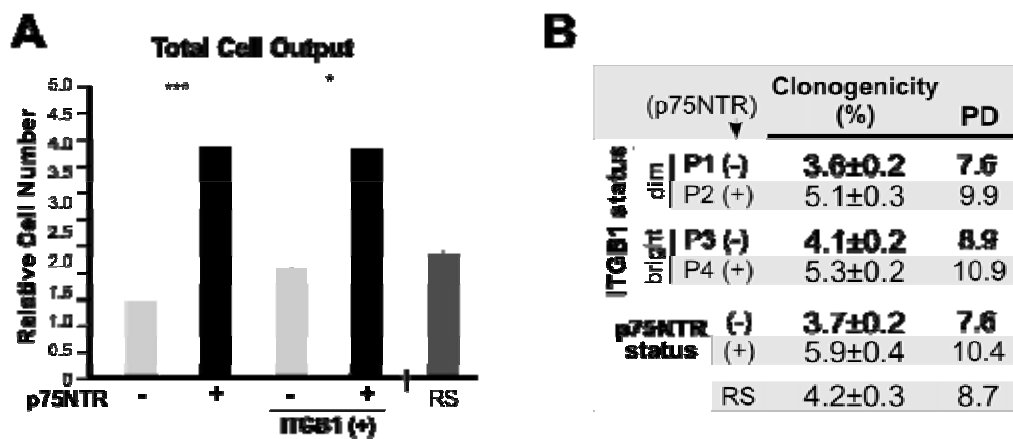 A
Total Cell Output
***
*
5.0
4.5
4.0
3.5
3.0
2.5
2.0
1.5
1.0
0.5
0
Relative Cell Number
p75NTR - + - + RS
ITGB1 (+)
B
(p75NTR)
Clonogenicity
(%)
PD
ITGB1 status
dim
P1 (-) 3.6±0.2 7.6
P2 (+) 5.1±0.3 9.9
bright
P3 (-) 4.1±0.2 8.9
P4 (+) 5.3±0.2 10.9
p75NTR
status
(-) 3.7±0.2 7.6
(+) 5.9±0.4 10.4
RS 4.2±0.3 8.7